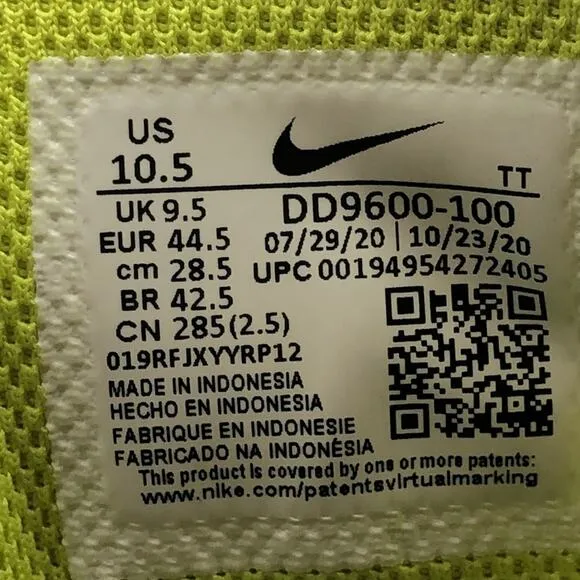 US
10.5
TT
UK 9.5
DD9600-100
EUR 44.5
07/29/20 | 10/23/20
cm 28.5
UPC 00194954272405
BR 42.5
CN 285(2.5)
019RFJXYYRP12
MADE IN INDONESIA
HECHO EN INDONESIA
FABRIQUE EN INDONESIE
FABRICADO NA INDONÉSIA
This product is covered by one or more patents:
www.nike.com/patentsvirtualmarking